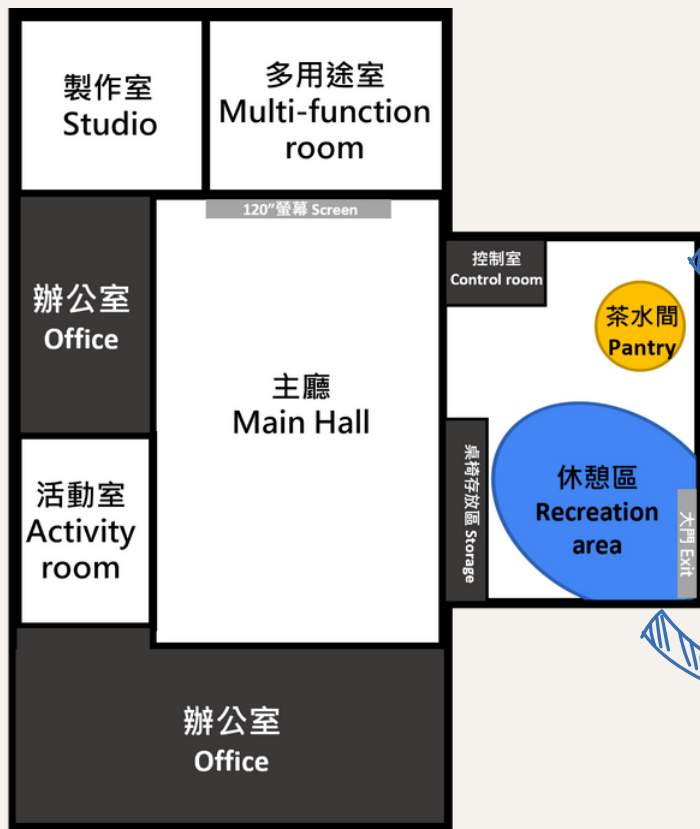 製作室
Studio
多用途室
Multi-function
room
120”螢幕 Screen
辦公室
Office
控制室
Control room
茶水間
Pantry
主廳
Main Hall
活動室
Activity
room
桌椅存放區 Storage
休憩區
Recreation
area
大門 Exit
辦公室
Office